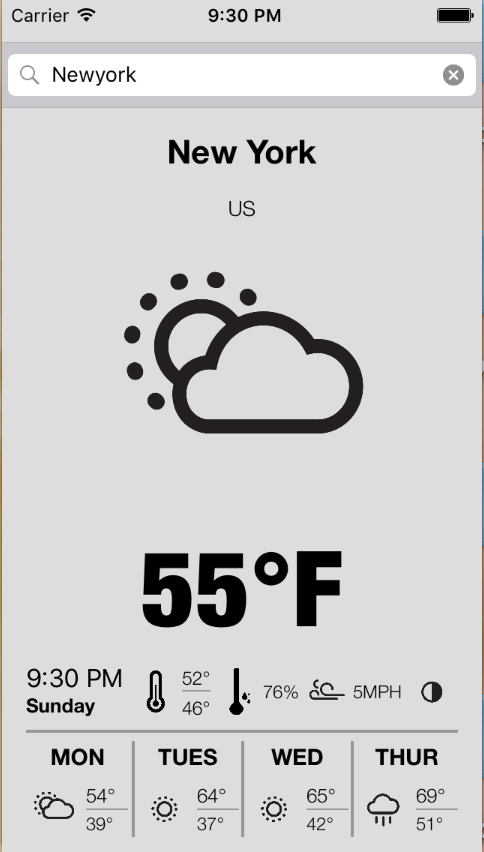 Carrier 9:30 PM
Newyork
New York
US
55°F
9:30 PM 52° 76% 5MPH
Sunday 46°
MON TUES WED THUR
54° 64° 65° 69°
39° 37° 42° 51°